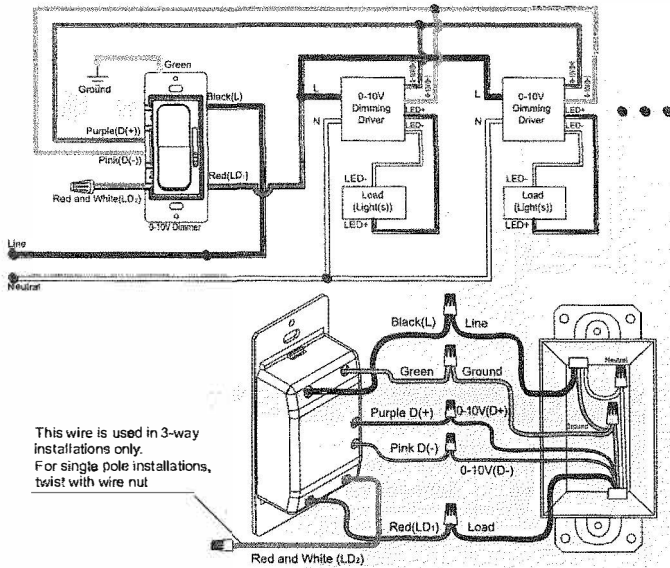 Green
Ground
Black(L)
Purple(D(+))
Pink(D(-))
Red and White(LD₂)
Red(LD₁)
0-10V Dimmer
Line
Neutral
L
N
0-10V
Dimming
Driver
LED+
LED-
LED-
Load
(Light(s))
LED+
L
N
0-10V
Dimming
Driver
LED+
LED-
LED-
Load
(Light(s))
LED+
Black(L)
Line
Green
Ground
Purple D(+)
0-10V(D+)
Pink D(-)
0-10V(D-)
Red(LD₁)
Load
Red and White (LD₂)
Neutral
Ground
This wire is used in 3-way
installations only.
For single pole installations,
twist with wire nut